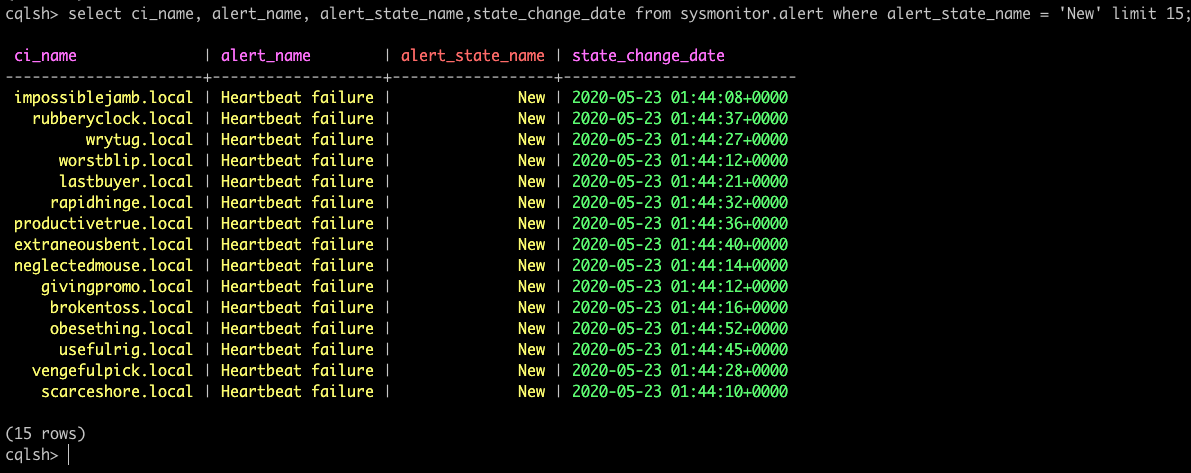 cqlsh> select ci_name, alert_name, alert_state_name,state_change_date from sysmonitor.alert where alert_state_name = 'New' limit 15;
ci_name | alert_name | alert_state_name | state_change_date
----------------------+-------------------+------------------+--------------------------
impossiblejamb.local | Heartbeat failure | New | 2020-05-23 01:44:08+0000
rubberyclock.local | Heartbeat failure | New | 2020-05-23 01:44:37+0000
wrytug.local | Heartbeat failure | New | 2020-05-23 01:44:27+0000
worstblip.local | Heartbeat failure | New | 2020-05-23 01:44:12+0000
lastbuyer.local | Heartbeat failure | New | 2020-05-23 01:44:21+0000
rapidhinge.local | Heartbeat failure | New | 2020-05-23 01:44:32+0000
productivetrue.local | Heartbeat failure | New | 2020-05-23 01:44:36+0000
extraneousbent.local | Heartbeat failure | New | 2020-05-23 01:44:40+0000
neglectedmouse.local | Heartbeat failure | New | 2020-05-23 01:44:14+0000
givingpromo.local | Heartbeat failure | New | 2020-05-23 01:44:12+0000
brokentoss.local | Heartbeat failure | New | 2020-05-23 01:44:16+0000
obesething.local | Heartbeat failure | New | 2020-05-23 01:44:52+0000
usefulrig.local | Heartbeat failure | New | 2020-05-23 01:44:45+0000
vengefulpick.local | Heartbeat failure | New | 2020-05-23 01:44:28+0000
scarceshore.local | Heartbeat failure | New | 2020-05-23 01:44:10+0000
(15 rows)
cqlsh>